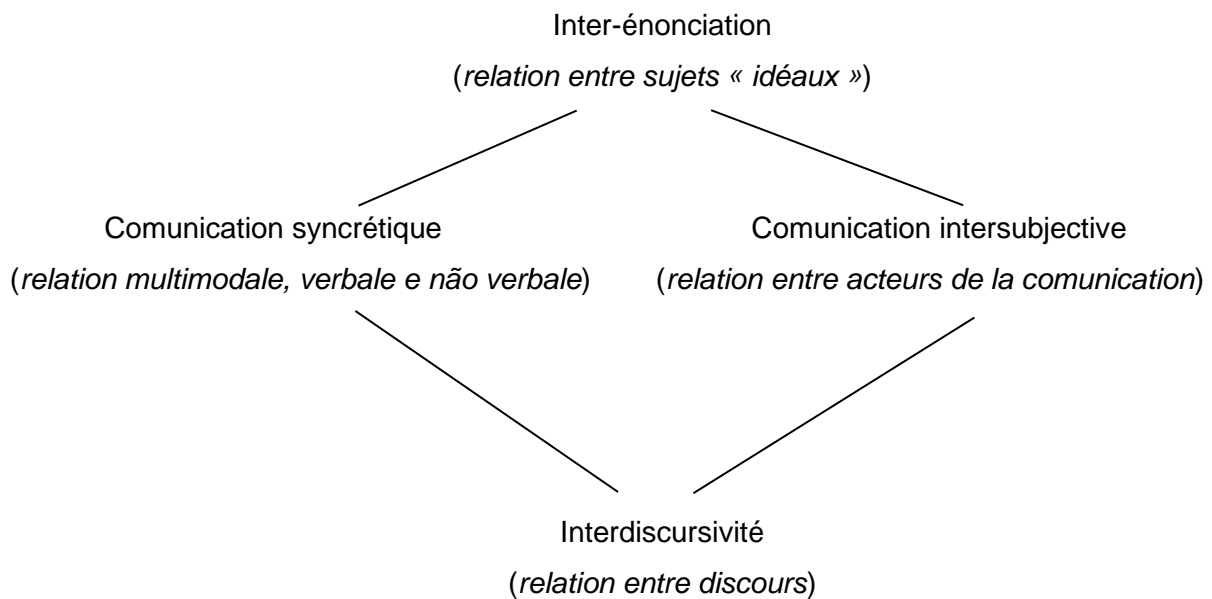 Inter-énonciation
(relation entre sujets « idéaux »)
Comunication syncrétique
(relation multimodale, verbale e não verbale)
Comunication intersubjective
(relation entre acteurs de la comunication)
Interdiscursivité
(relation entre discours)